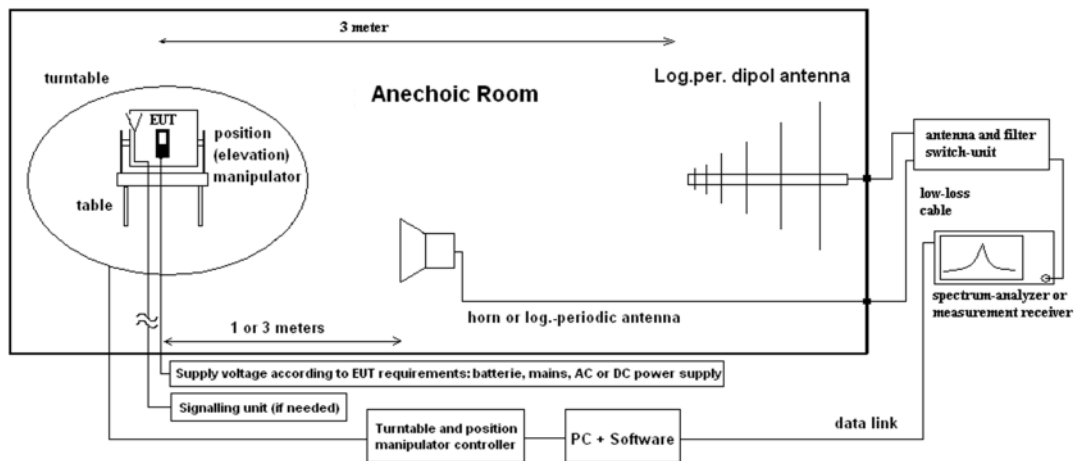 3 meter
turntable
Log.per. dipol antenna
Anechoic Room
EUT
position
(elevation)
manipulator
table
antenna and filter
switch-unit
low-loss
cable
spectrum-analyzer or
measurement receiver
horn or log.-periodic antenna
1 or 3 meters
Supply voltage according to EUT requirements: batterie, mains, AC or DC power supply
Signalling unit (if needed)
Turntable and position
manipulator controller
PC + Software
data link